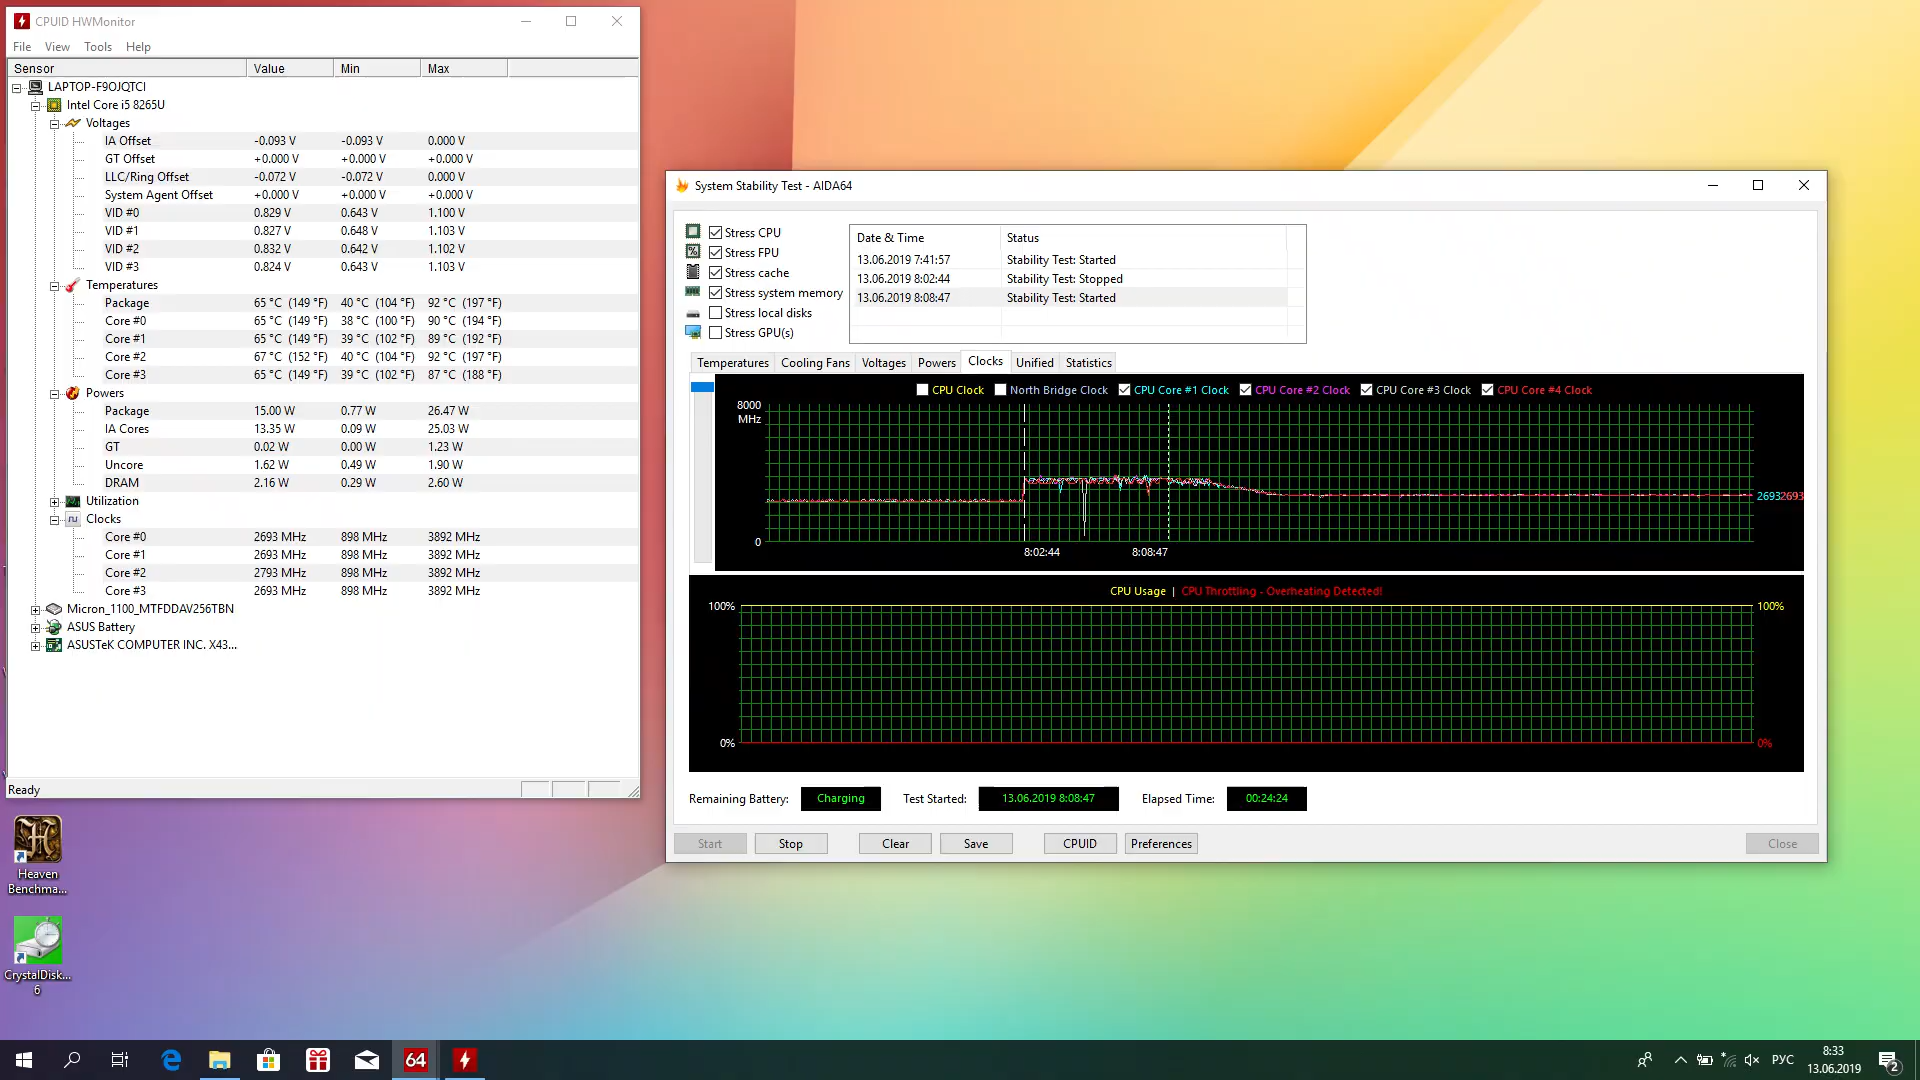 CPUID HWMonitor
File View Tools Help
Sensor Value Min Max
LAPTOP-F9OJQTCI
Intel Core i5 8265U
Voltages
IA Offset -0.093 V -0.093 V 0.000 V
GT Offset +0.000 V +0.000 V +0.000 V
LLC/Ring Offset -0.072 V -0.072 V 0.000 V
System Agent Offset +0.000 V +0.000 V +0.000 V
VID #0 0.829 V 0.643 V 1.100 V
VID #1 0.827 V 0.648 V 1.103 V
VID #2 0.832 V 0.642 V 1.102 V
VID #3 0.824 V 0.643 V 1.103 V
Temperatures
Package 65 °C (149 °F) 40 °C (104 °F) 92 °C (197 °F)
Core #0 65 °C (149 °F) 38 °C (100 °F) 90 °C (194 °F)
Core #1 65 °C (149 °F) 39 °C (102 °F) 89 °C (192 °F)
Core #2 67 °C (152 °F) 40 °C (104 °F) 92 °C (197 °F)
Core #3 65 °C (149 °F) 39 °C (102 °F) 87 °C (188 °F)
Powers
Package 15.00 W 0.77 W 26.47 W
IA Cores 13.35 W 0.09 W 25.03 W
GT 0.02 W 0.00 W 1.23 W
Uncore 1.62 W 0.49 W 1.90 W
DRAM 2.16 W 0.29 W 2.60 W
Utilization
Clocks
Core #0 2693 MHz 898 MHz 3892 MHz
Core #1 2693 MHz 898 MHz 3892 MHz
Core #2 2793 MHz 898 MHz 3892 MHz
Core #3 2693 MHz 898 MHz 3892 MHz
Micron_1100_MTFDDAV256TBN
ASUS Battery
ASUSTeK COMPUTER INC. X43...
Ready
System Stability Test - AIDA64
Stress CPU
Stress FPU
Stress cache
Stress system memory
Stress local disks
Stress GPU(s)
Date & Time Status
13.06.2019 7:41:57 Stability Test: Started
13.06.2019 8:02:44 Stability Test: Stopped
13.06.2019 8:08:47 Stability Test: Started
Temperatures Cooling Fans Voltages Powers Clocks Unified Statistics
CPU Clock North Bridge Clock CPU Core #1 Clock CPU Core #2 Clock CPU Core #3 Clock CPU Core #4 Clock
8000
MHz
26932693
0
8:02:44 8:08:47
CPU Usage | CPU Throttling - Overheating Detected!
100% 100%
0% 0%
Remaining Battery: Charging Test Started: 13.06.2019 8:08:47 Elapsed Time: 00:24:24
Start Stop Clear Save CPUID Preferences Close
Heaven
Benchma...
CrystalDisk...
6
64
РУС
8:33
13.06.2019
2